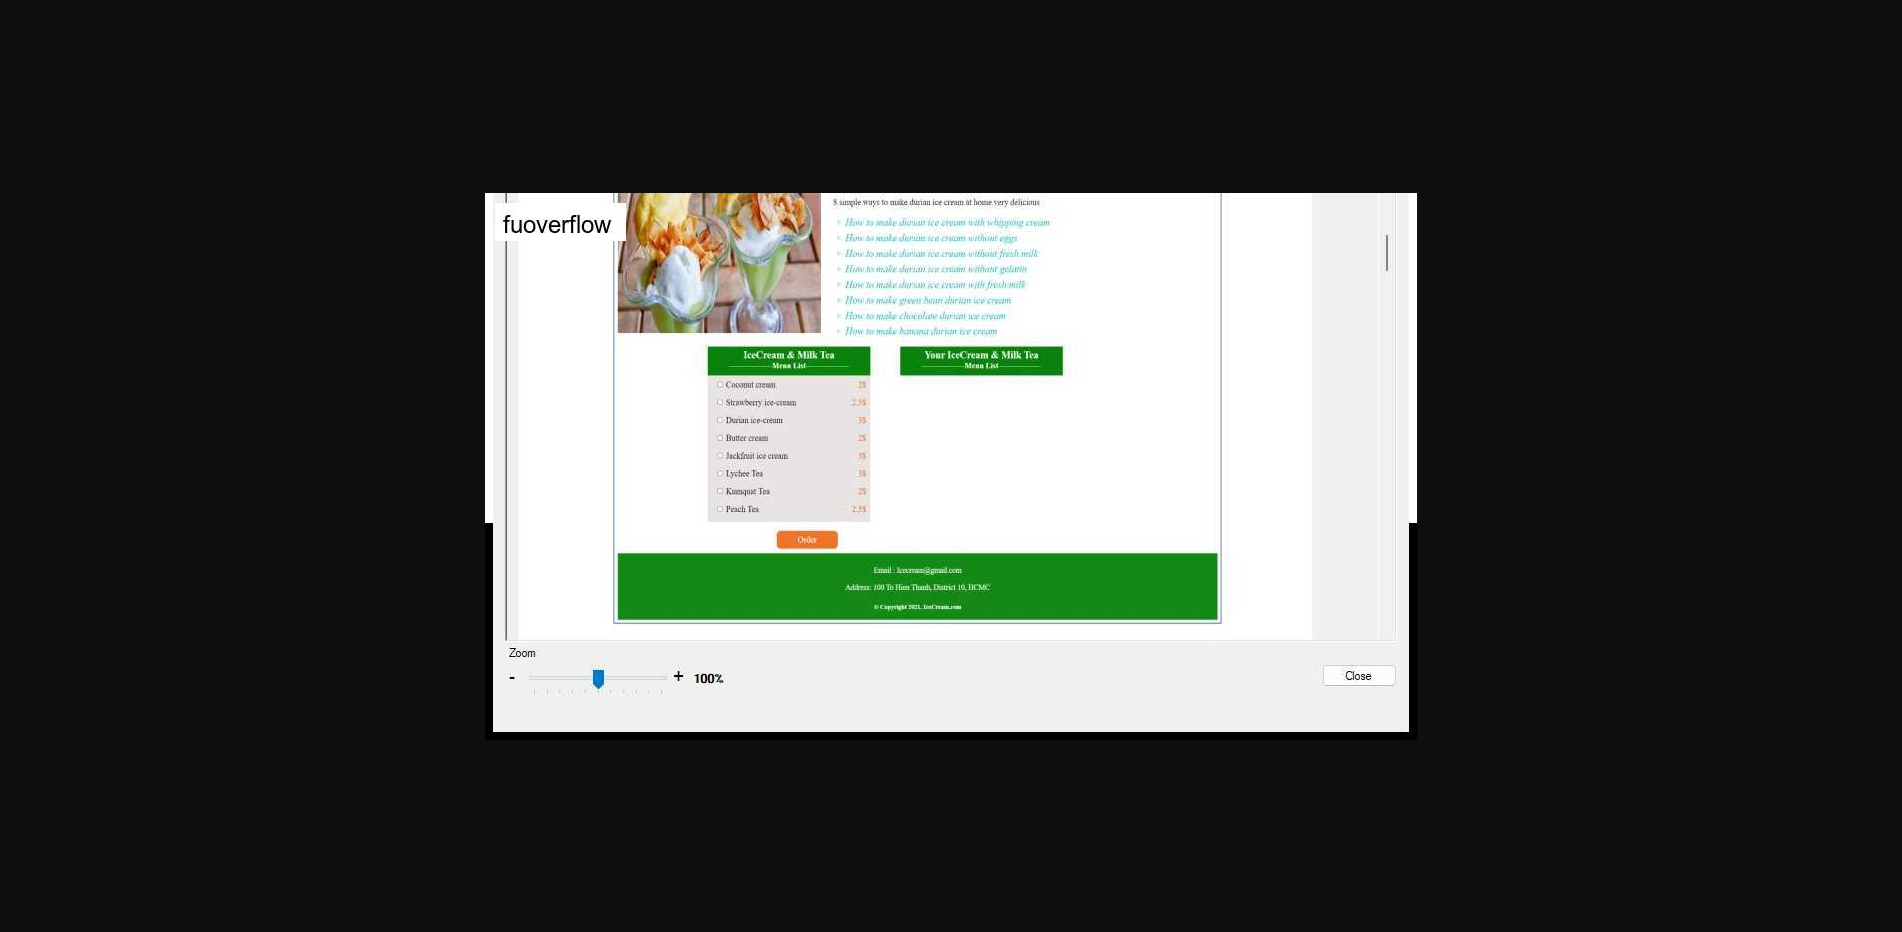 fuoverflow
8 simple ways to make durian ice cream at home very delicious
How to make durian ice cream with whipping cream
How to make durian ice cream without eggs
How to make durian ice cream without fresh milk
How to make durian ice cream without gelatin
How to make durian ice cream with fresh milk
How to make green bean durian ice cream
How to make chocolate durian ice cream
How to make banana durian ice cream
IceCream & Milk Tea
Menu List
Coconut cream 2$
Strawberry ice-cream 2.5$
Durian ice-cream 3$
Butter cream 2$
Jackfruit ice cream 3$
Lychee Tea 3$
Kumquat Tea 2$
Peach Tea 2.5$
Your IceCream & Milk Tea
Menu List
Order
Email : Icecream@gmail.com
Address: 100 To Hien Thanh, District 10, HCMC
© Copyright 2021. IceCream.com
Zoom
- + 100%
Close